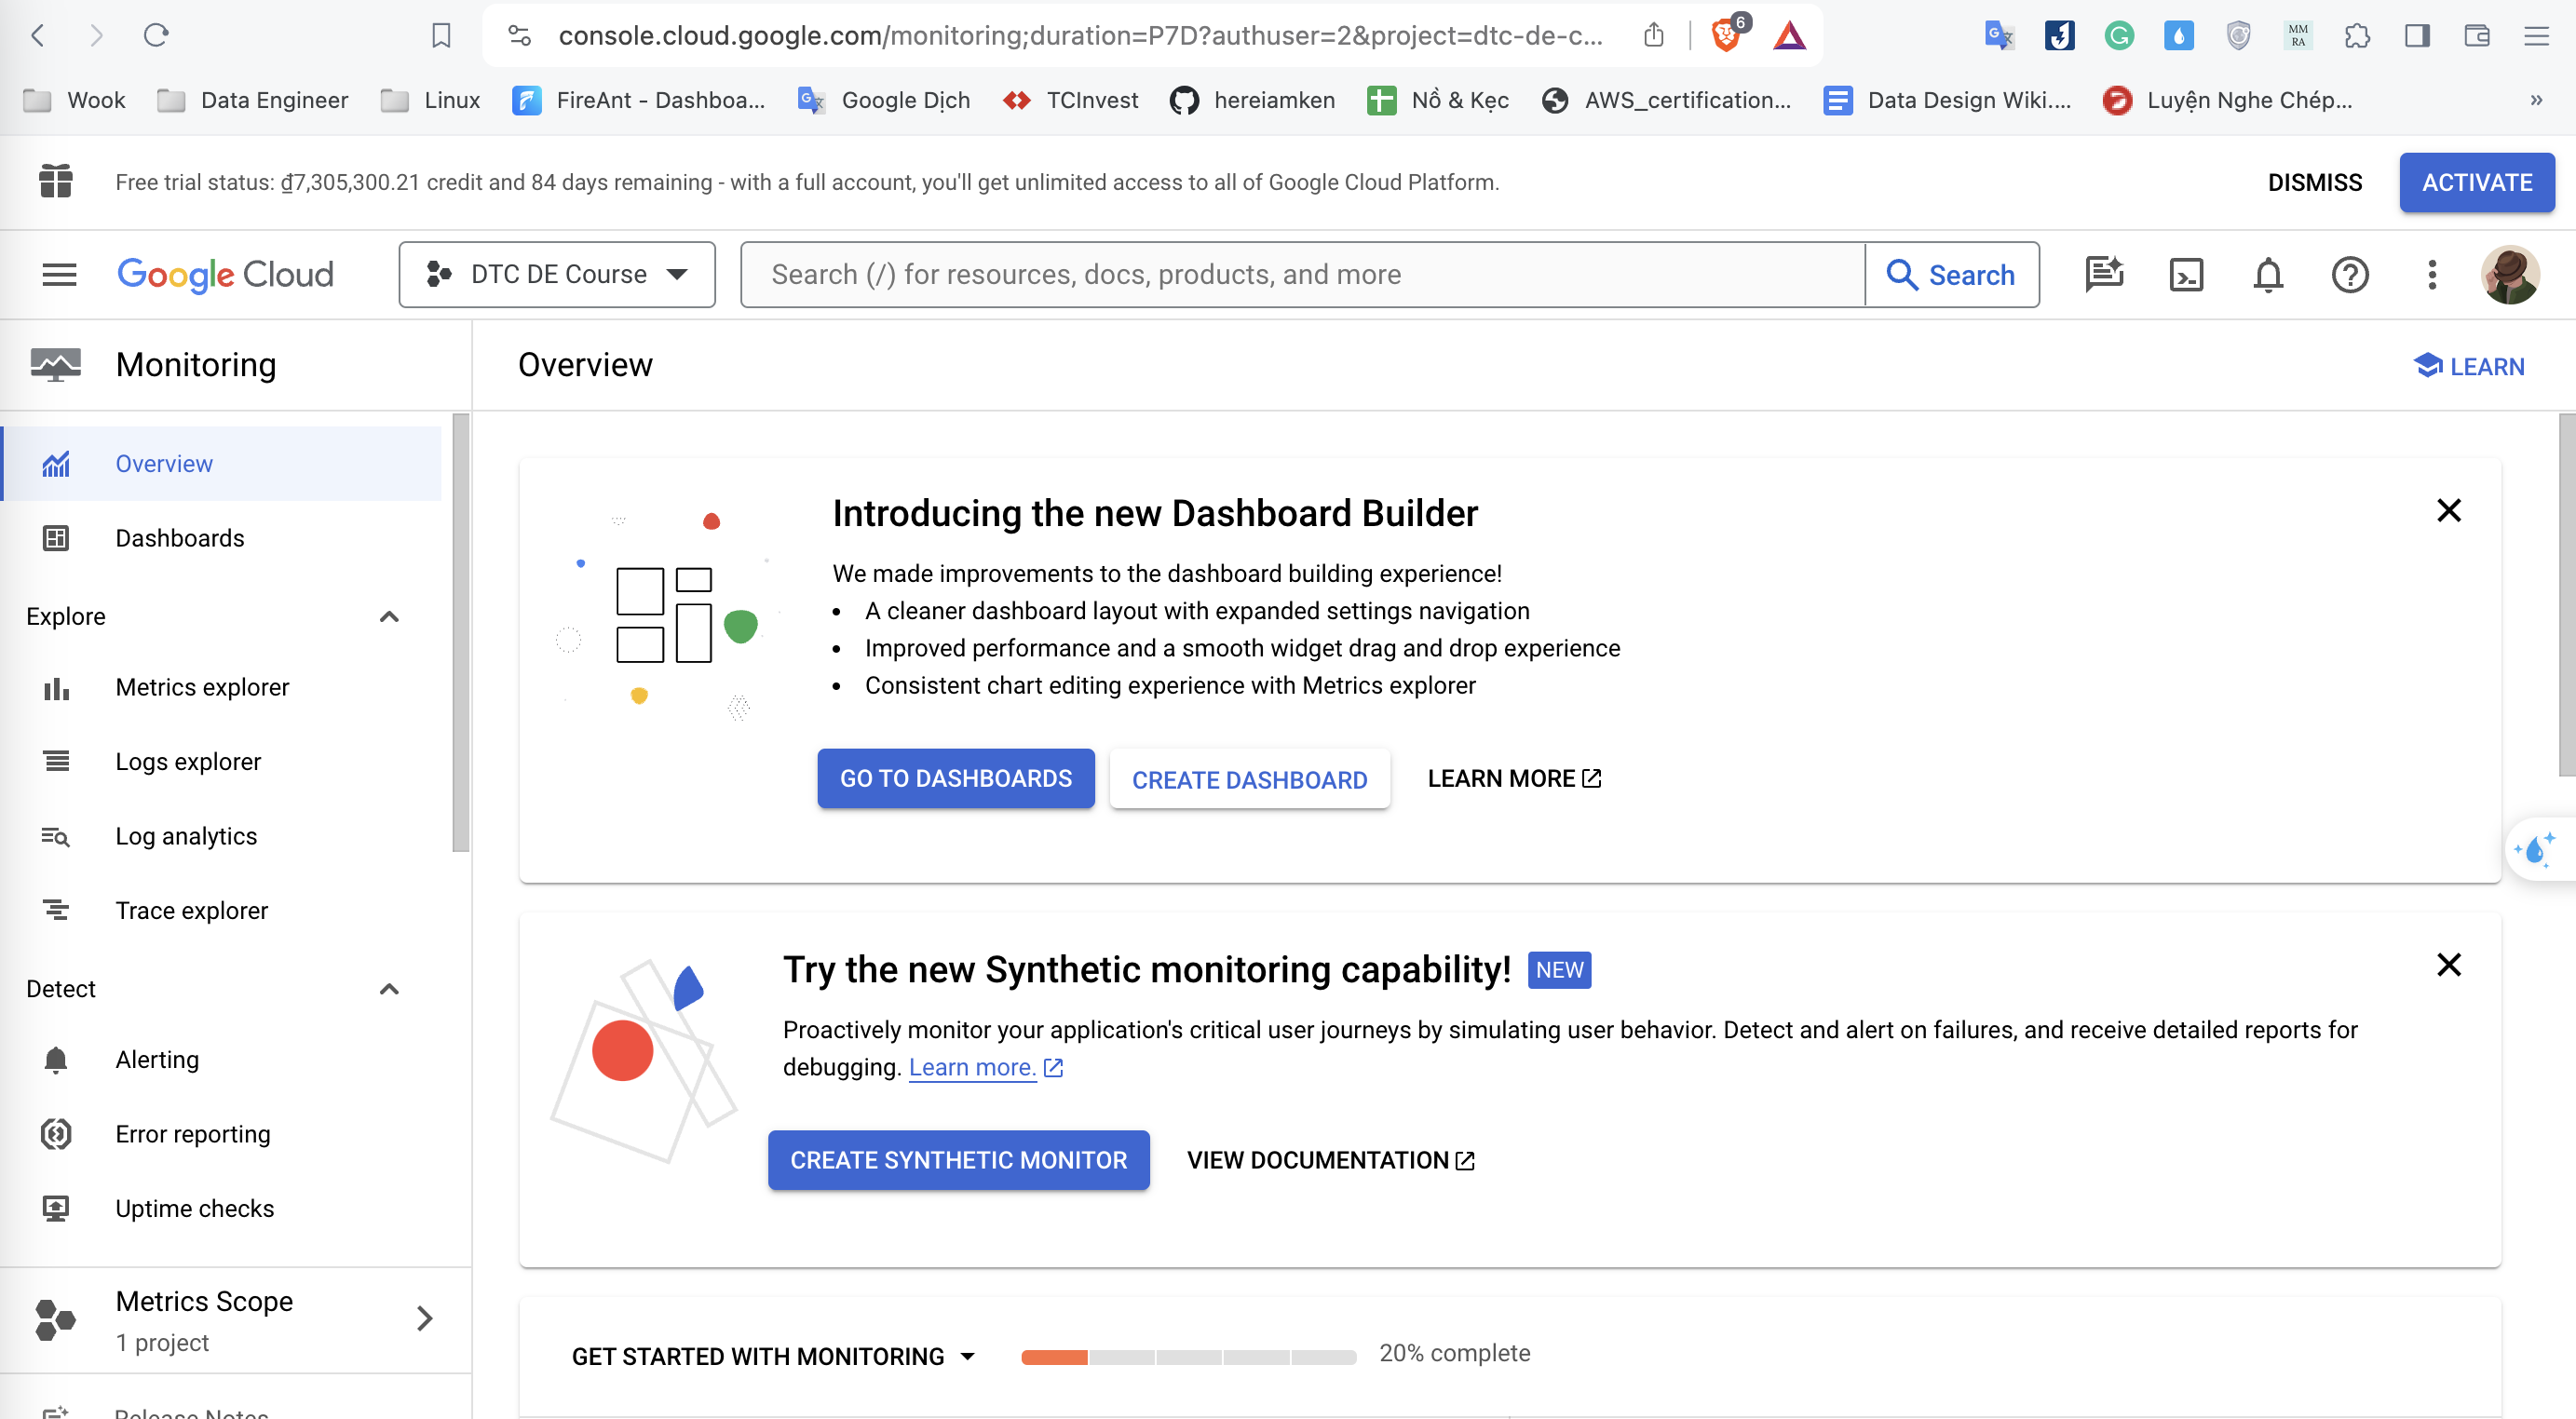 console.cloud.google.com/monitoring;duration=P7D?authuser=2&project=dtc-de-c...
6
MM
RA
Wook
Data Engineer
Linux
FireAnt - Dashboa...
Google Dịch
TCInvest
hereiamken
Nồ & Kẹc
AWS_certification...
Data Design Wiki....
Luyện Nghe Chép...
»
Free trial status: ₫7,305,300.21 credit and 84 days remaining - with a full account, you'll get unlimited access to all of Google Cloud Platform.
DISMISS
ACTIVATE
Google Cloud
DTC DE Course
Search (/) for resources, docs, products, and more
Search
Monitoring
Overview
LEARN
Overview
Dashboards
Explore
Metrics explorer
Logs explorer
Log analytics
Trace explorer
Detect
Alerting
Error reporting
Uptime checks
Metrics Scope
1 project
Release Notes
Introducing the new Dashboard Builder
We made improvements to the dashboard building experience!
• A cleaner dashboard layout with expanded settings navigation
• Improved performance and a smooth widget drag and drop experience
• Consistent chart editing experience with Metrics explorer
GO TO DASHBOARDS
CREATE DASHBOARD
LEARN MORE
Try the new Synthetic monitoring capability!
NEW
Proactively monitor your application's critical user journeys by simulating user behavior. Detect and alert on failures, and receive detailed reports for
debugging. Learn more.
CREATE SYNTHETIC MONITOR
VIEW DOCUMENTATION
GET STARTED WITH MONITORING
20% complete